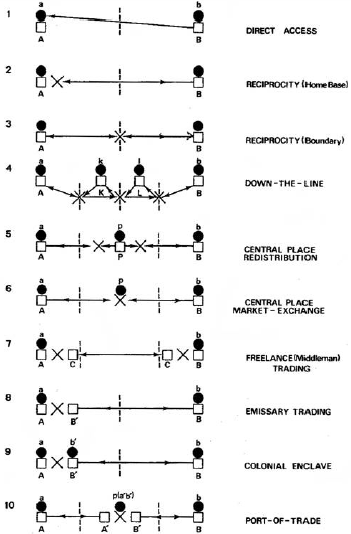 1
a b
A B
DIRECT ACCESS
2
a b
A B
RECIPROCITY (Home Base)
3
a b
A B
RECIPROCITY (Boundary)
4
a k l b
A K L B
DOWN-THE-LINE
5
a p b
A P B
CENTRAL PLACE
REDISTRIBUTION
6
a p b
A B
CENTRAL PLACE
MARKET-EXCHANGE
7
a b
A C C B
FREELANCE (Middleman)
TRADING
8
a b
A B' B
EMISSARY TRADING
9
a b' b
A B' B
COLONIAL ENCLAVE
10
a p(a'b') b
A A' B' B
PORT-OF-TRADE